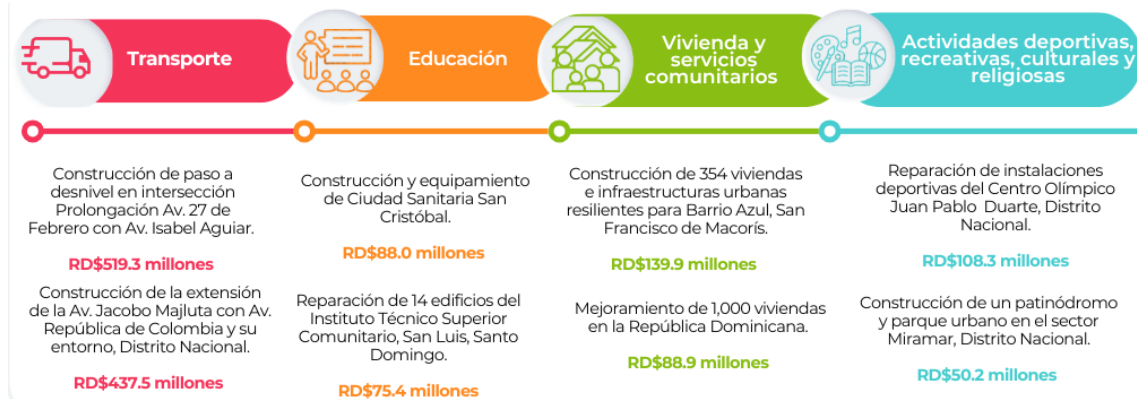 Transporte
Construcción de paso a
desnivel en intersección
Prolongación Av. 27 de
Febrero con Av. Isabel Aguiar.
RD$519.3 millones
Construcción de la extensión
de la Av. Jacobo Majluta con Av.
República de Colombia y su
entorno, Distrito Nacional.
RD$437.5 millones
Educación
Construcción y equipamiento
de Ciudad Sanitaria San
Cristóbal.
RD$88.0 millones
Reparación de 14 edificios del
Instituto Técnico Superior
Comunitario, San Luis, Santo
Domingo.
RD$75.4 millones
Vivienda y
servicios
comunitarios
Construcción de 354 viviendas
e infraestructuras urbanas
resilientes para Barrio Azul, San
Francisco de Macorís.
RD$139.9 millones
Mejoramiento de 1,000 viviendas
en la República Dominicana.
RD$88.9 millones
Actividades deportivas,
recreativas, culturales y
religiosas
Reparación de instalaciones
deportivas del Centro Olímpico
Juan Pablo Duarte, Distrito
Nacional.
RD$108.3 millones
Construcción de un patinódromo
y parque urbano en el sector
Miramar, Distrito Nacional.
RD$50.2 millones